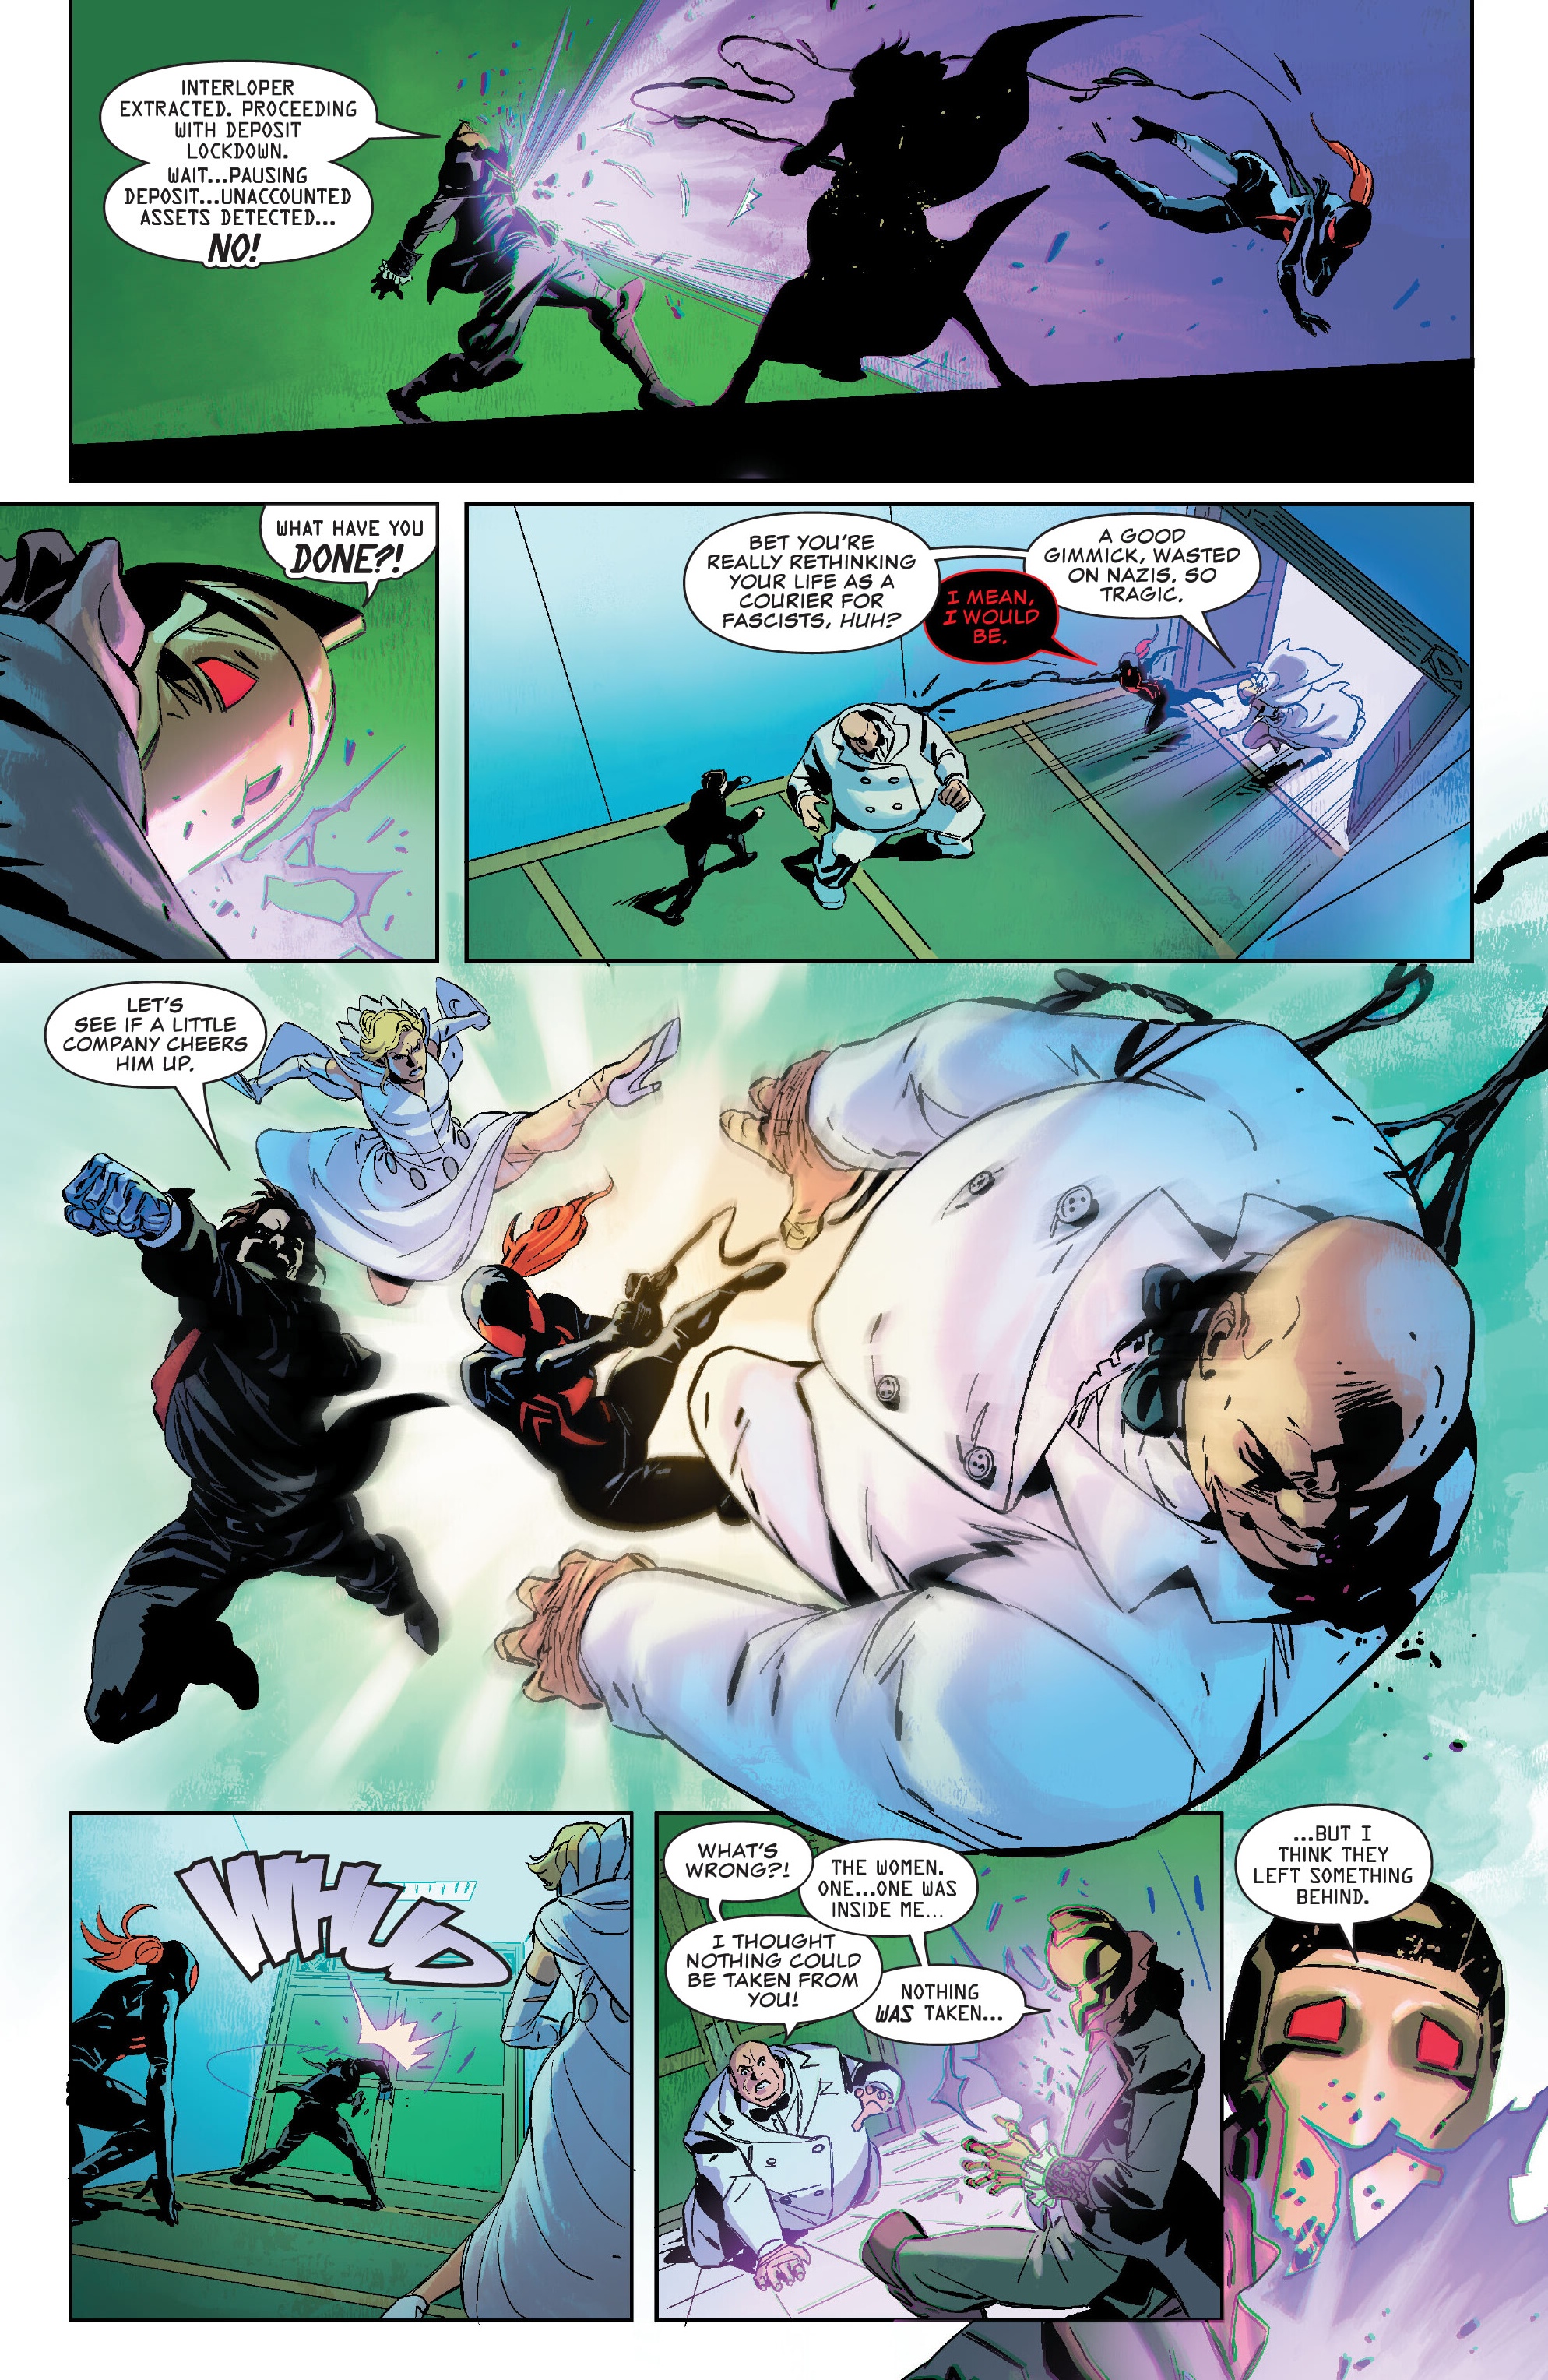 INTERLOPER
EXTRACTED. PROCEEDING
WITH DEPOSIT
LOCKDOWN.
WAIT...PAUSING
DEPOSIT...UNACCOUNTED
ASSETS DETECTED...
NO!
WHAT HAVE YOU
DONE?!
BET YOU'RE
REALLY RETHINKING
YOUR LIFE AS A
COURIER FOR
FASCISTS, HUH?
I MEAN,
I WOULD
BE.
A GOOD
GIMMICK, WASTED
ON NAZIS. SO
TRAGIC.
LET'S
SEE IF A LITTLE
COMPANY CHEERS
HIM UP.
WHUD
WHAT'S
WRONG?!
I THOUGHT
NOTHING COULD
BE TAKEN FROM
YOU!
THE WOMEN.
ONE...ONE WAS
INSIDE ME...
NOTHING
WAS TAKEN...
...BUT I
THINK THEY
LEFT SOMETHING
BEHIND.